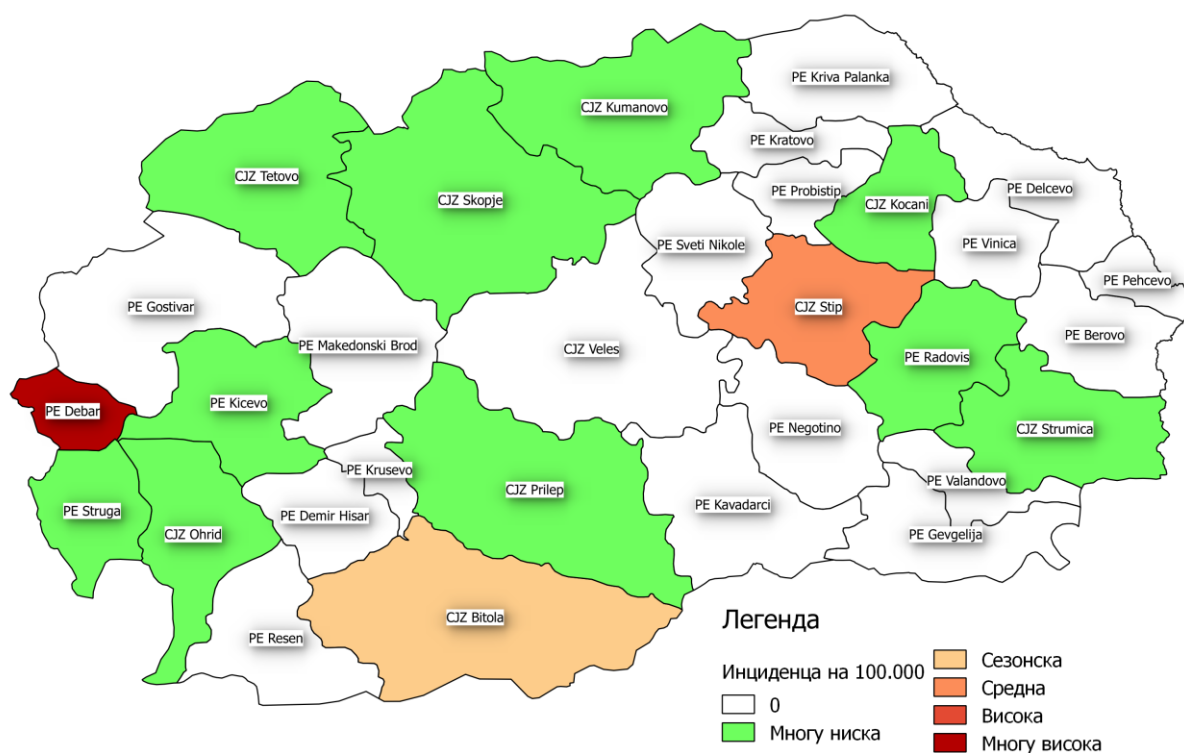 PE Kriva Palanka
CJZ Kumanovo
PE Kratovo
CJZ Tetovo
PE Probistip
PE Delcevo
CJZ Skopje
CJZ Kocani
PE Sveti Nikole
PE Vinica
PE Pehcevo
PE Gostivar
CJZ Stip
PE Berovo
PE Makedonski Brod
CJZ Veles
PE Radovis
PE Debar
PE Kicevo
PE Negotino
CJZ Strumica
PE Krusevo
CJZ Prilep
PE Valandovo
PE Kavadarci
PE Struga
PE Demir Hisar
CJZ Ohrid
PE Gevgelija
CJZ Bitola
PE Resen
Легенда
Инциденца на 100.000
0
Многу ниска
Сезонска
Средна
Висока
Многу висока